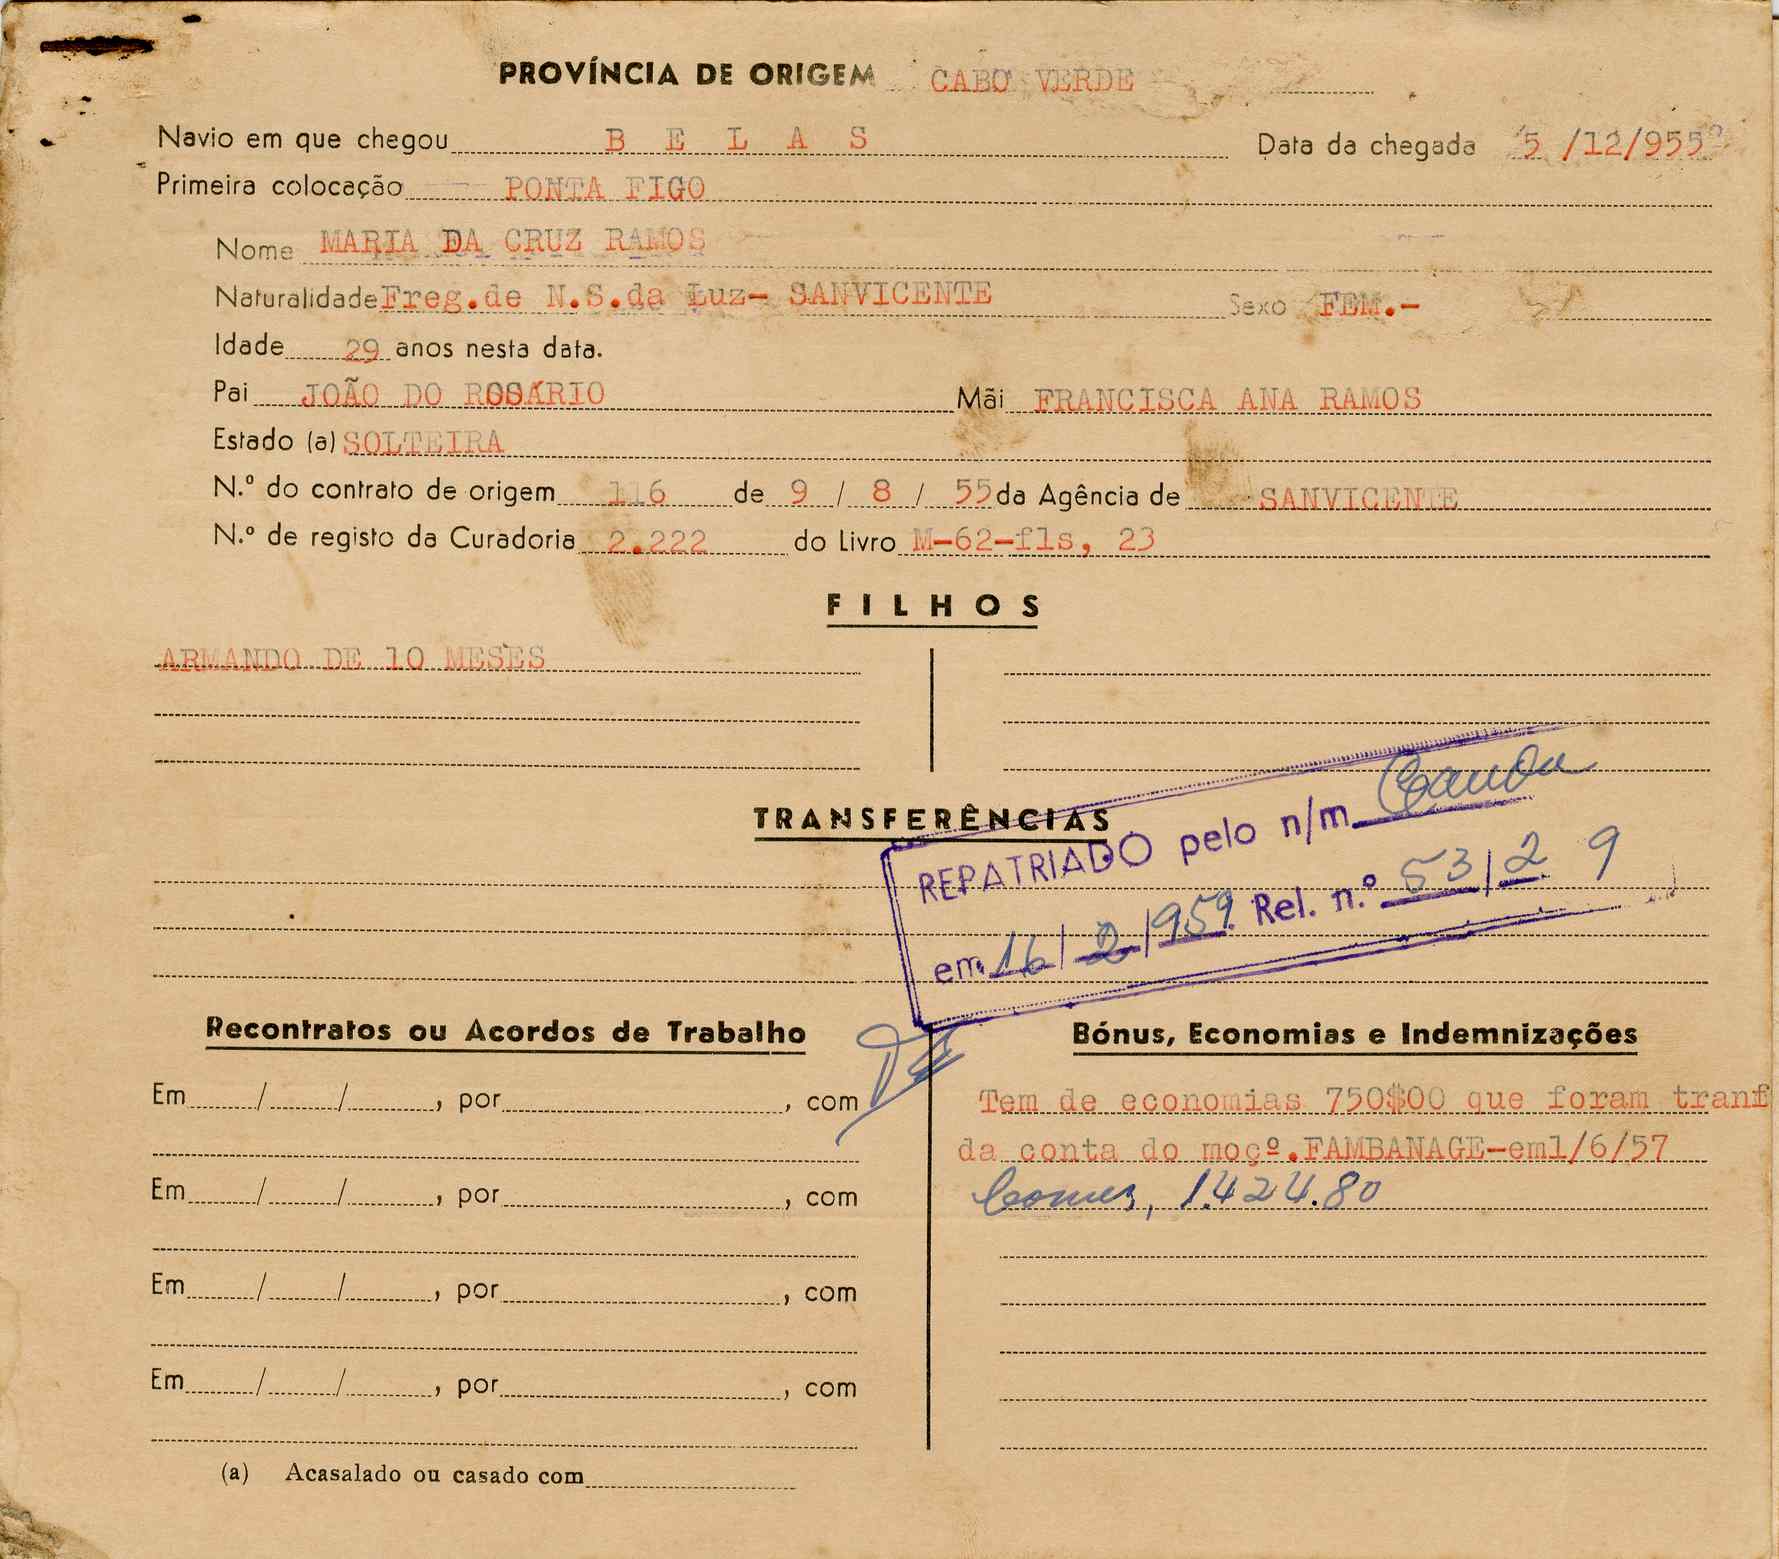 PROVÍNCIA DE ORIGEM CABO VERDE
Navio em que chegou B E L A S Data da chegada 5 /12/955
Primeira colocação PONTA FIGO
Nome MARIA DA CRUZ RAMOS
Naturalidade Freg.de N.S.da Luz- SANVICENTE Sexo FEM.-
Idade 29 anos nesta data.
Pai JOÃO DO ROSÁRIO Mãi FRANCISCA ANA RAMOS
Estado (a) SOLTEIRA
N.º do contrato de origem 116 de 9 / 8 / 55 da Agência de SANVICENTE
N.º de registo da Curadoria 2.222 do Livro M-62-fls, 23
FILHOS
ARMANDO DE 10 MESES
TRANSFERÊNCIAS
REPATRIADO pelo n/m
em 16/2/959 Rel. n.º 53/2 9
Recontratos ou Acordos de Trabalho
Em / / , por , com
Em / / , por , com
Em / / , por , com
Em / / , por , com
(a) Acasalado ou casado com
Bónus, Economias e Indemnizações
Tem de economias 750$00 que foram tranf
da conta do moçº.FAMBANAGE-em1/6/57
1.424.80